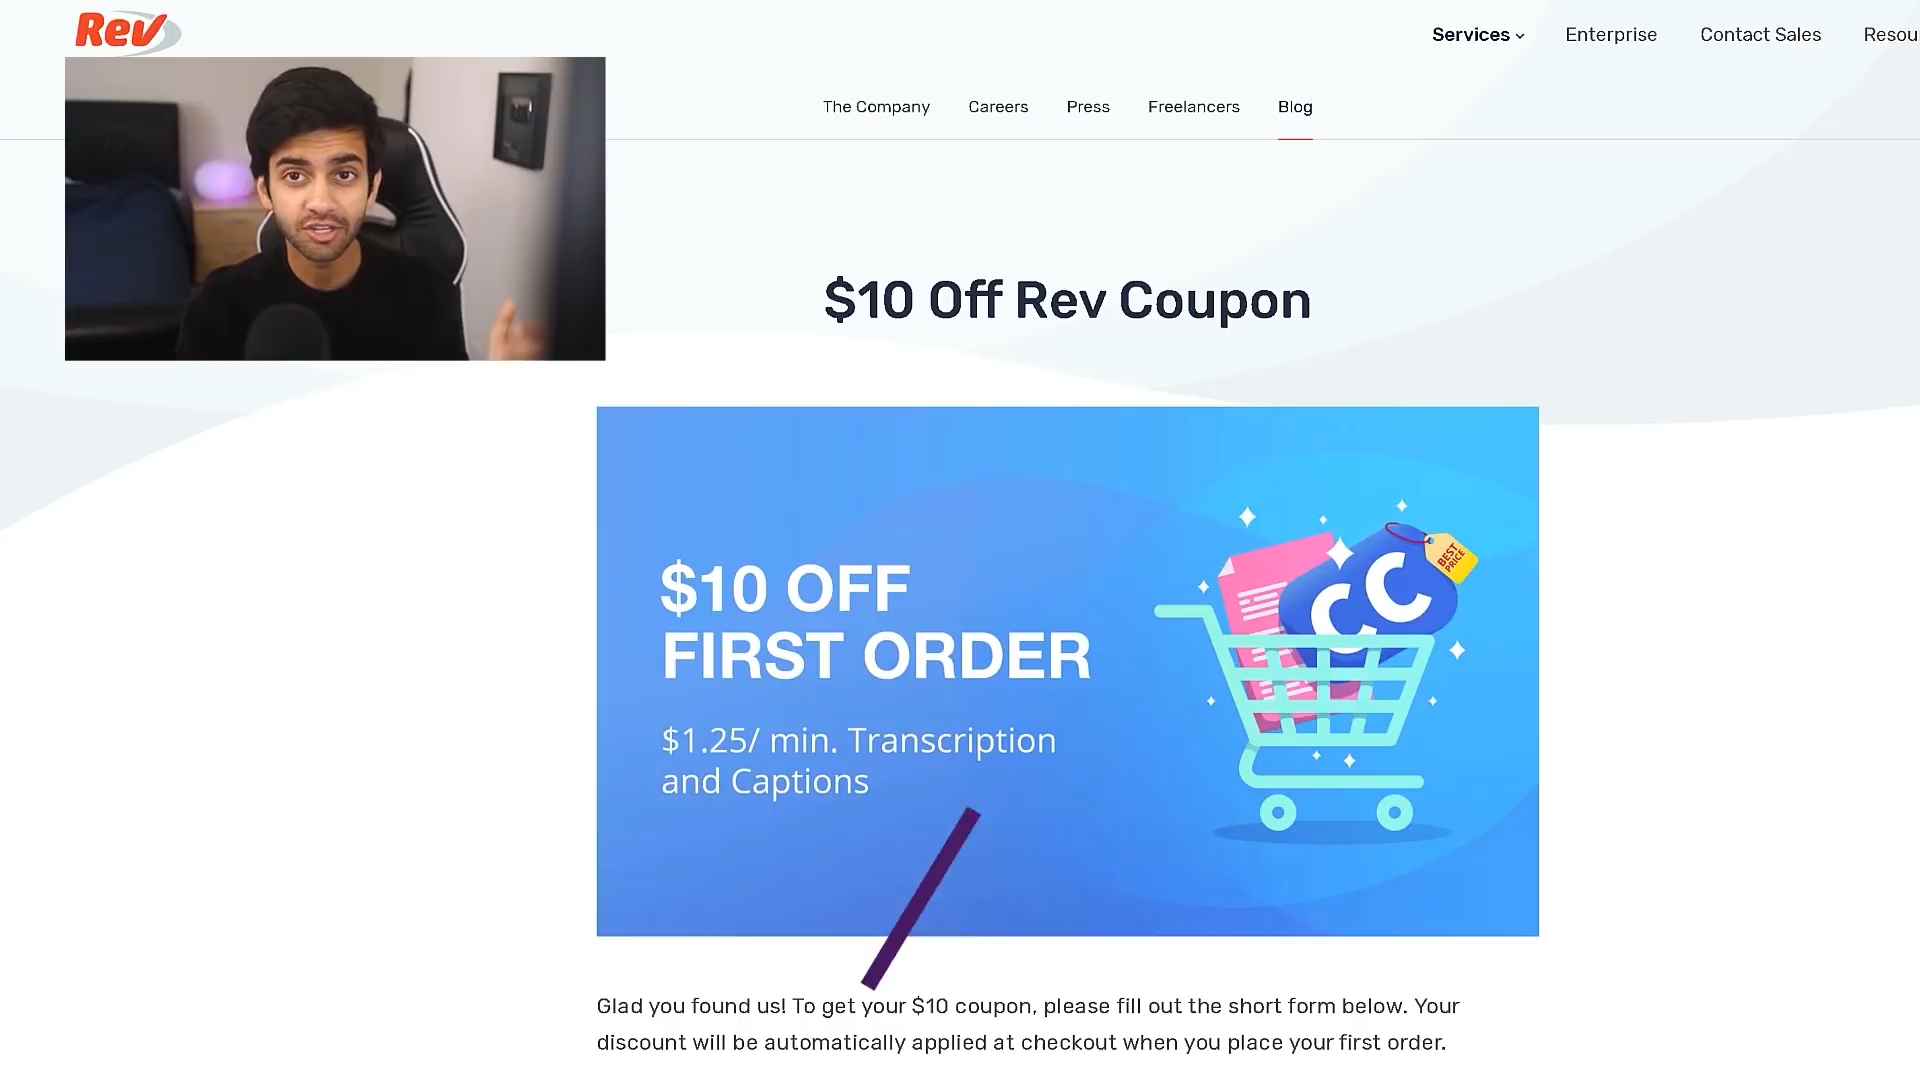 Rev
Services
Enterprise
Contact Sales
Resou
The Company
Careers
Press
Freelancers
Blog
$10 Off Rev Coupon
$10 OFF
FIRST ORDER
$1.25/ min. Transcription
and Captions
CC
BEST
PRICE
Glad you found us! To get your $10 coupon, please fill out the short form below. Your
discount will be automatically applied at checkout when you place your first order.